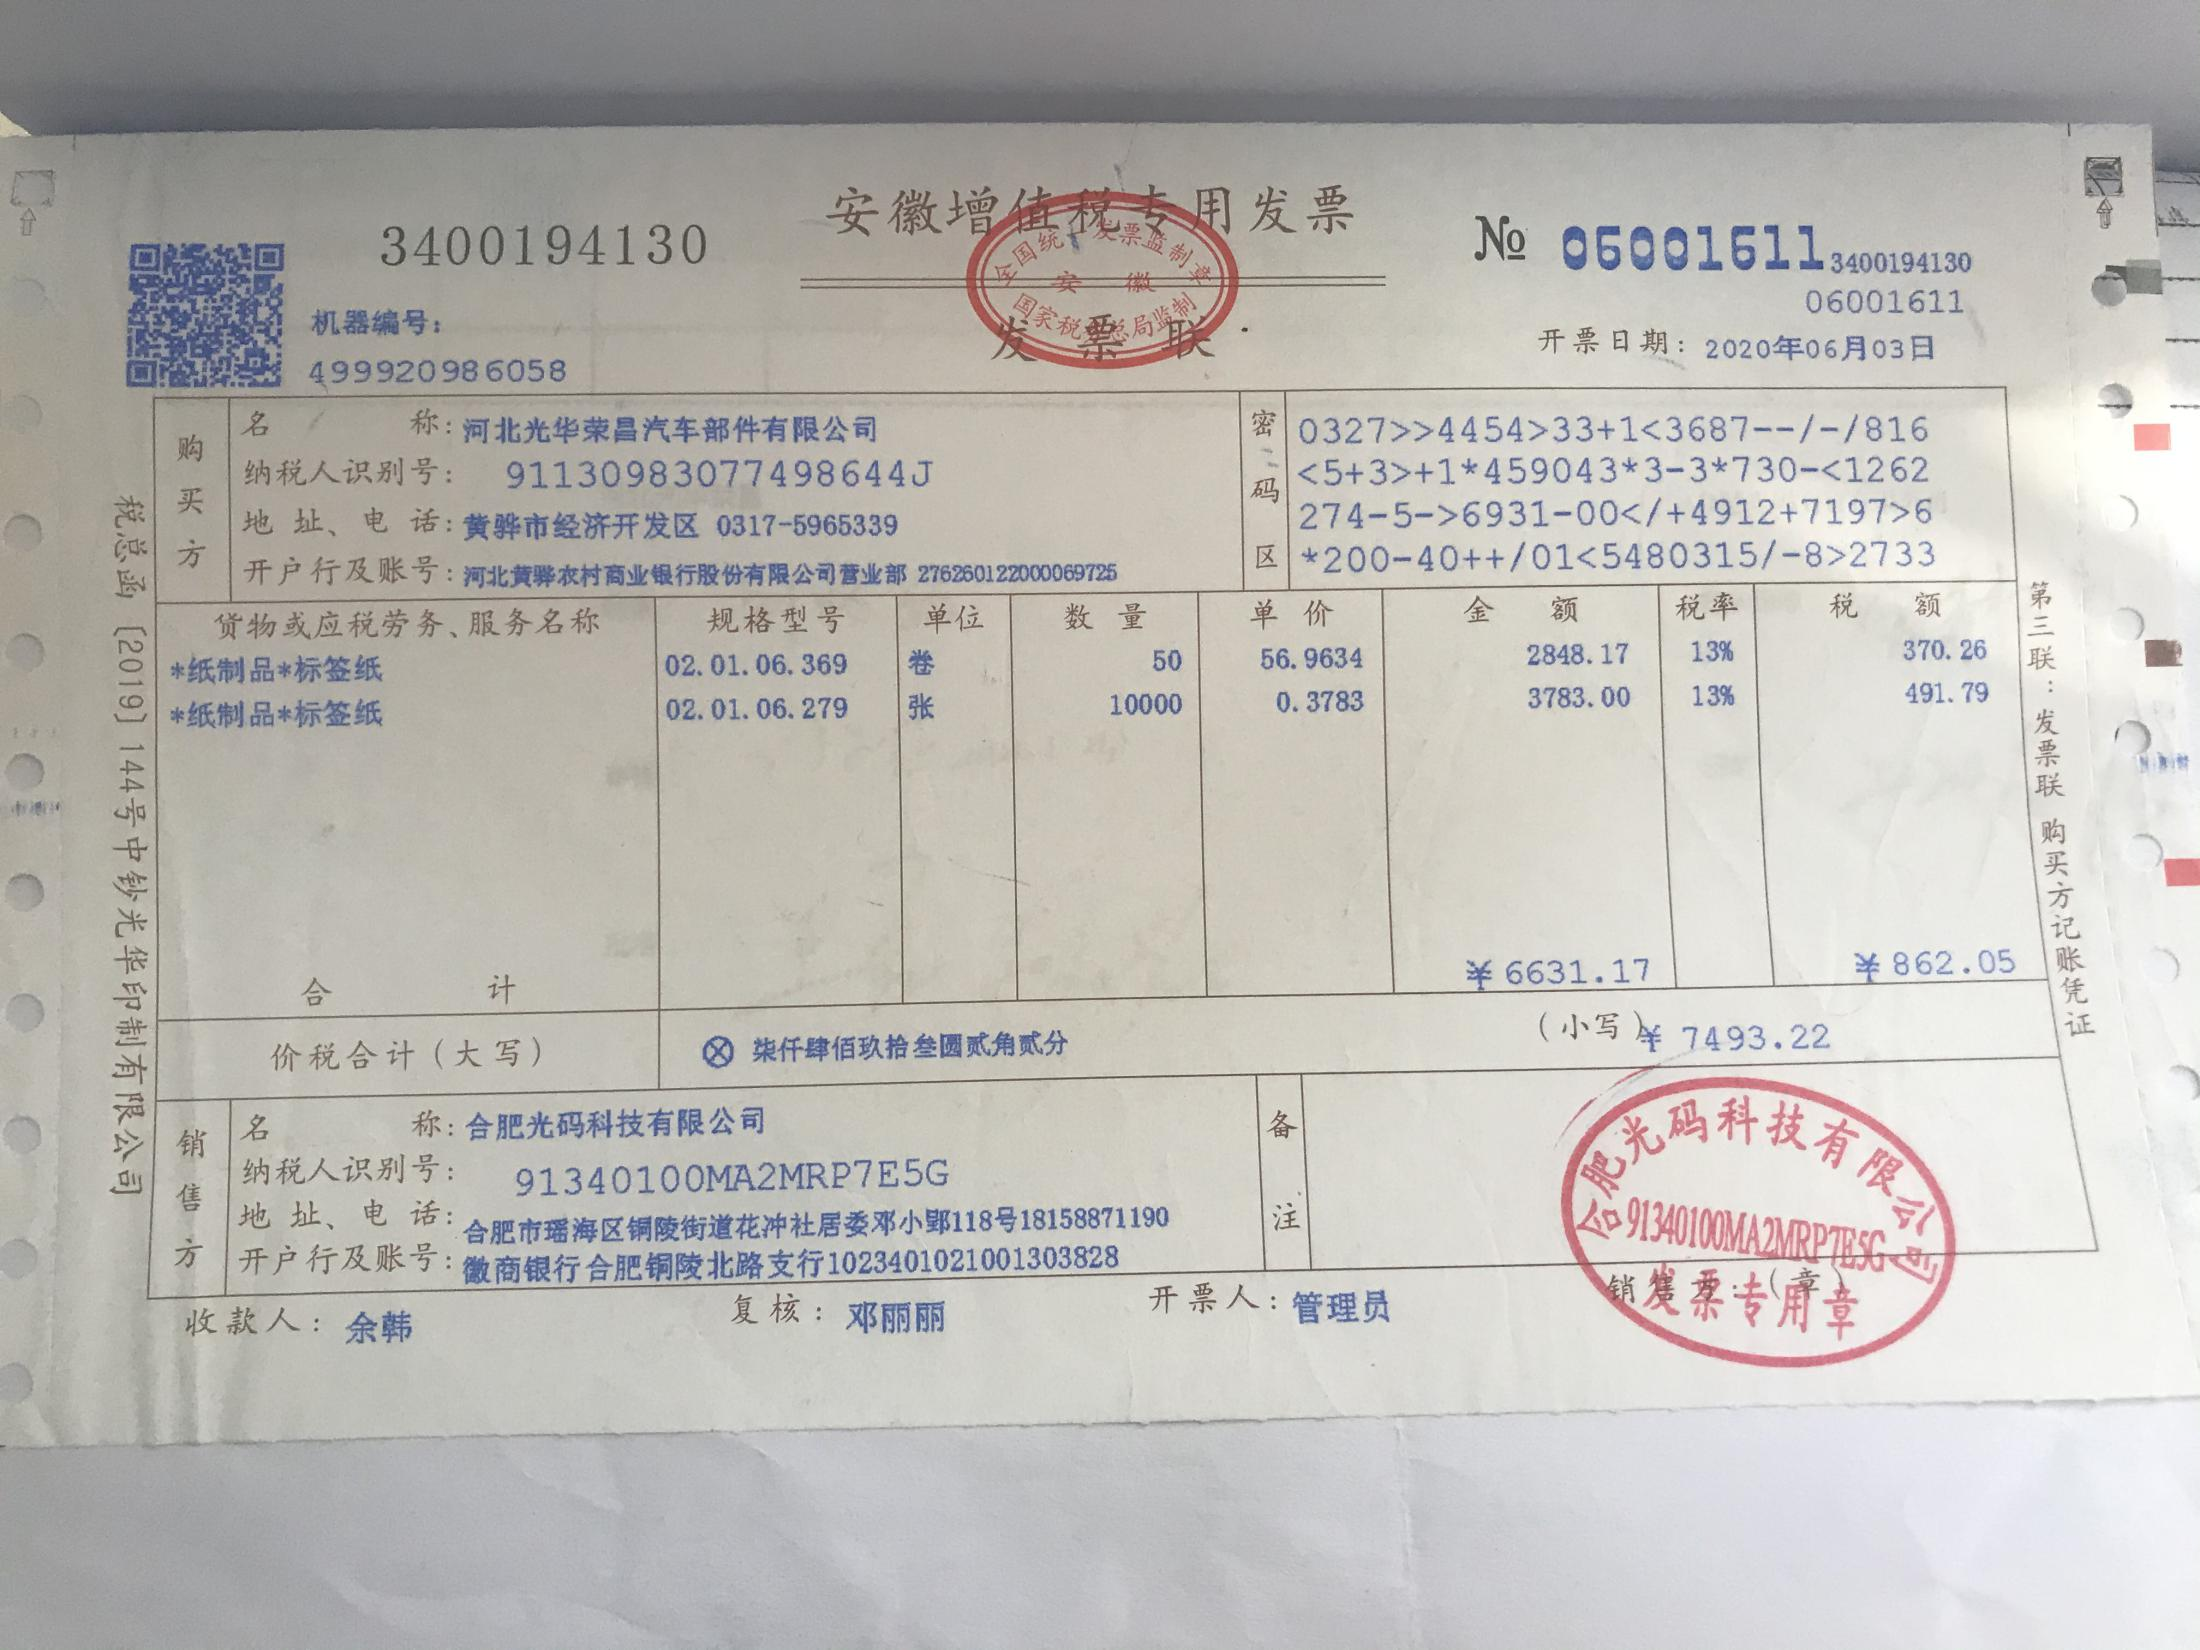 安徽增值税专用发票
3400194130
№ 06001611
3400194130
06001611
全国统一发票监制章
安徽
国家税务总局监制
发票联
机器编号:
499920986058
开票日期: 2020年06月03日
购买方
名称: 河北光华荣昌汽车部件有限公司
纳税人识别号: 91130983077498644J
地址、电话: 黄骅市经济开发区 0317-5965339
开户行及账号: 河北黄骅农村商业银行股份有限公司营业部 276260122000069725
密码区
0327>>4454>33+1<3687--/-/816
<5+3>+1*459043*3-3*730-<1262
274-5->6931-00</+4912+7197>6
*200-40++/01<5480315/-8>2733
货物或应税劳务、服务名称 规格型号 单位 数量 单价 金额 税率 税额
*纸制品*标签纸 02.01.06.369 卷 50 56.9634 2848.17 13% 370.26
*纸制品*标签纸 02.01.06.279 张 10000 0.3783 3783.00 13% 491.79
合计 ¥6631.17 ¥862.05
价税合计(大写) ⊗ 柒仟肆佰玖拾叁圆贰角贰分 (小写)¥ 7493.22
销售方
名称: 合肥光码科技有限公司
纳税人识别号: 91340100MA2MRP7E5G
地址、电话: 合肥市瑶海区铜陵街道花冲社居委邓小郢118号18158871190
开户行及账号: 徽商银行合肥铜陵北路支行1023401021001303828
备注
合肥光码科技有限公司
91340100MA2MRP7E5G
发票专用章
收款人: 余韩 复核: 邓丽丽 开票人: 管理员 销售方:(章)
税总函〔2019〕144号中钞光华印制有限公司
第三联:发票联 购买方记账凭证